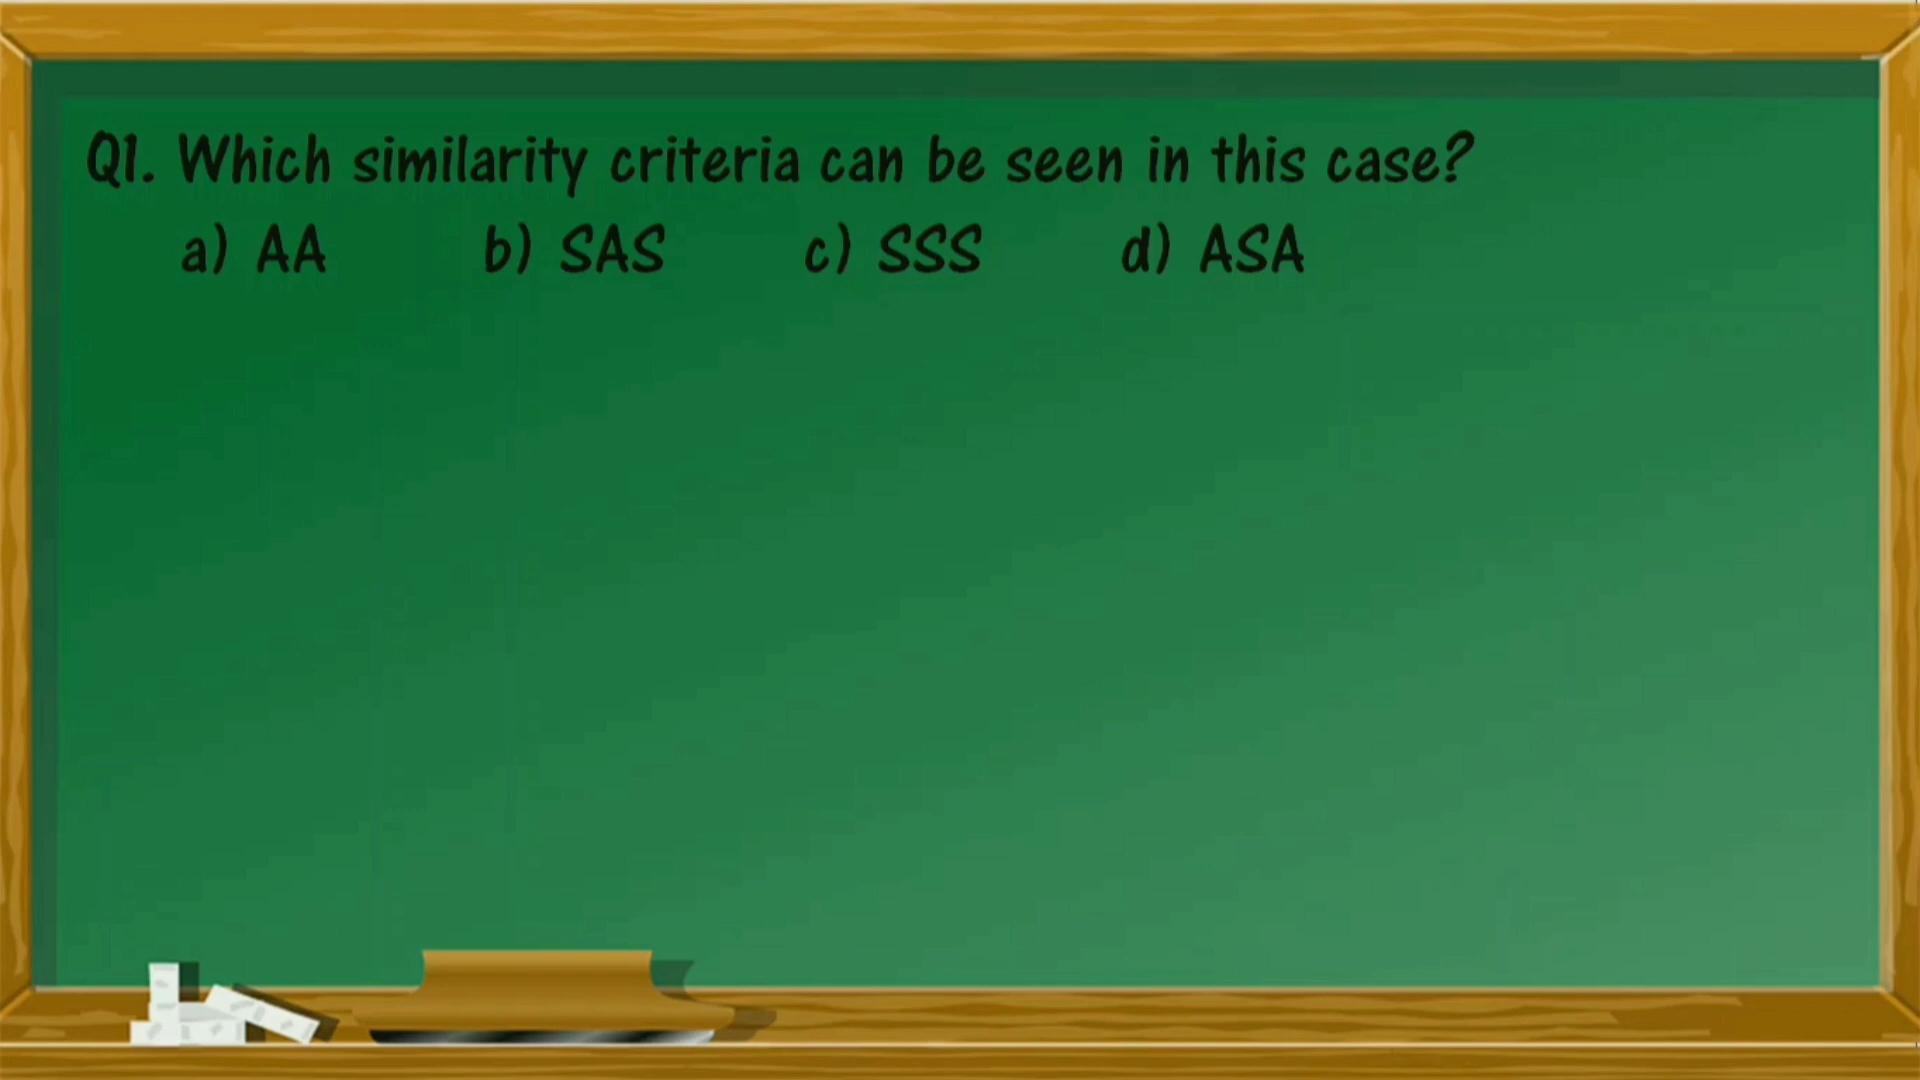 Q1. Which similarity criteria can be seen in this case?
a) AA b) SAS c) SSS d) ASA